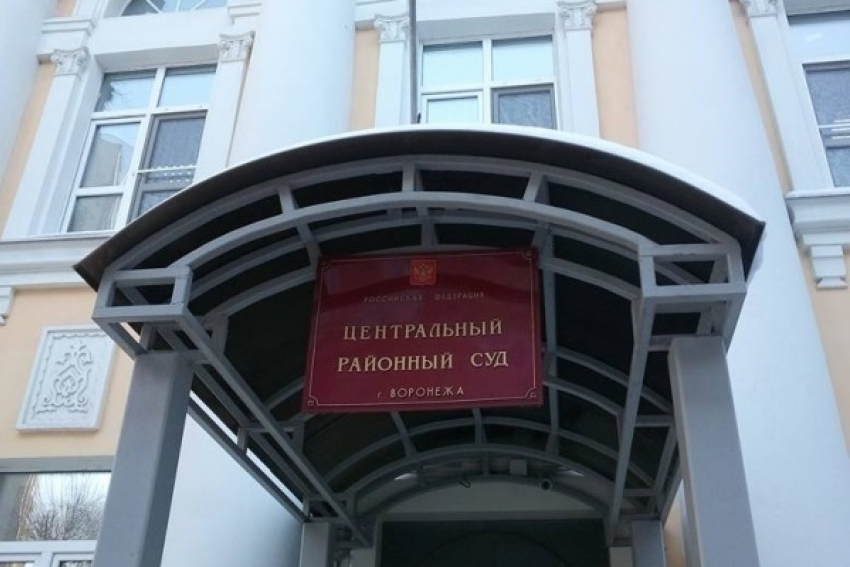 РОССИЙСКАЯ ФЕДЕРАЦИЯ
ЦЕНТРАЛЬНЫЙ
РАЙОННЫЙ СУД
г. ВОРОНЕЖА